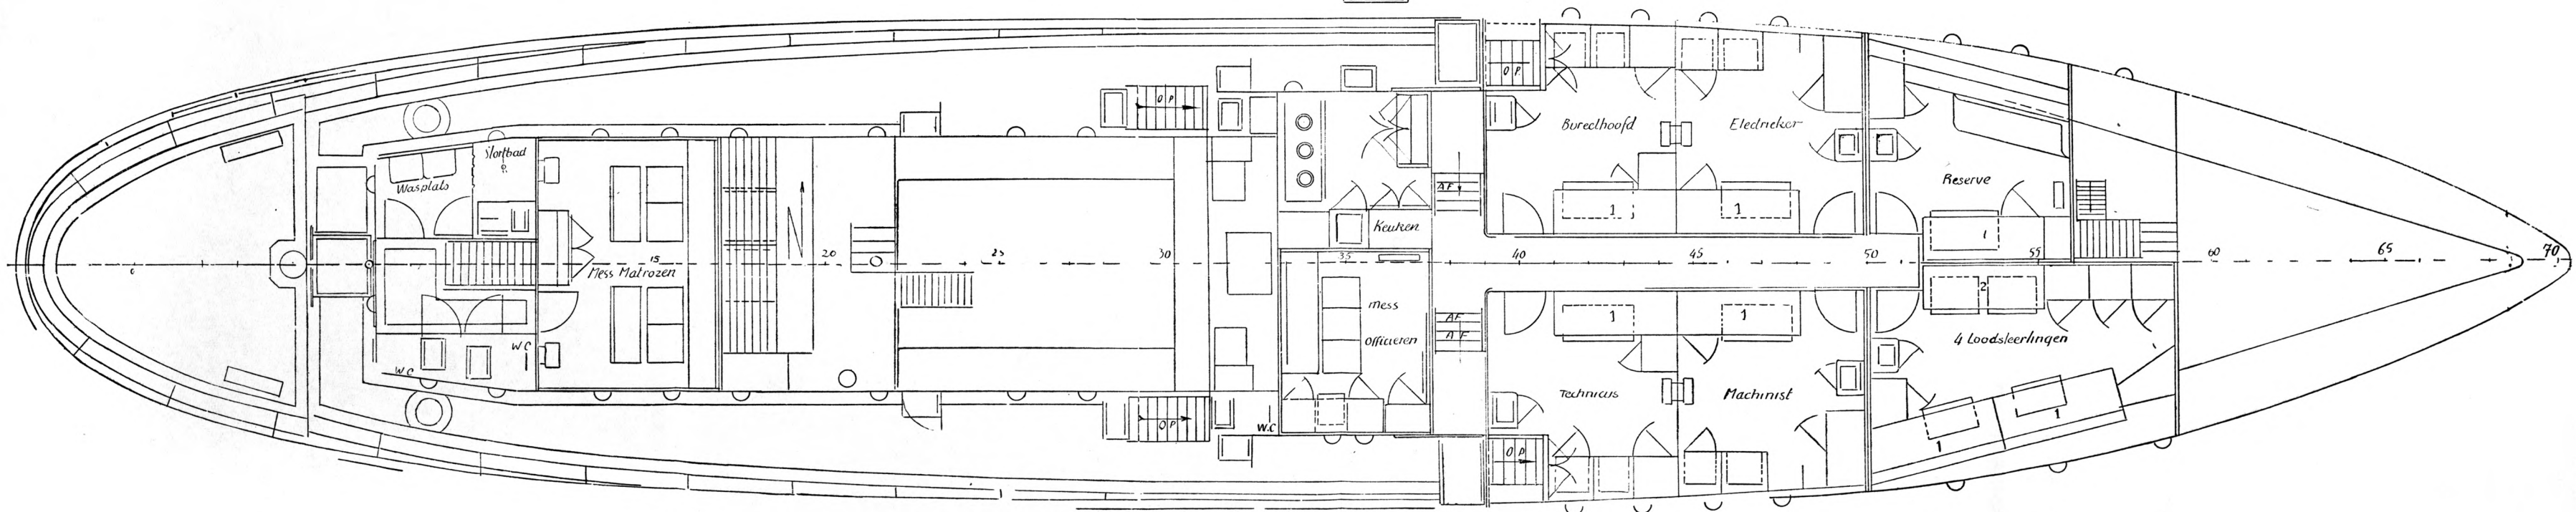 OP
Bureelhoofd
Electrieker
OP
Stortbad
Wasplats
1
1
Reserve
AF
Keuken
1
15
20
25
30
35
40
45
50
55
60
65
70
Mess Matrozen
Mess
Officieren
1
1
2
AF
AF
4 Loodsleerlingen
WC
WC
Technicus
Machinist
1
1
OP
W.C
OP